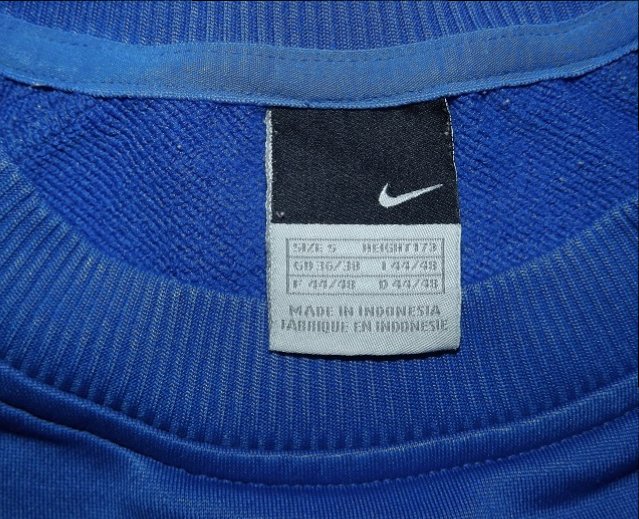 SIZE S HEIGHT 173
GB 36/38 I 44/48
F 44/48 D 44/48
MADE IN INDONESIA
FABRIQUE EN INDONESIE